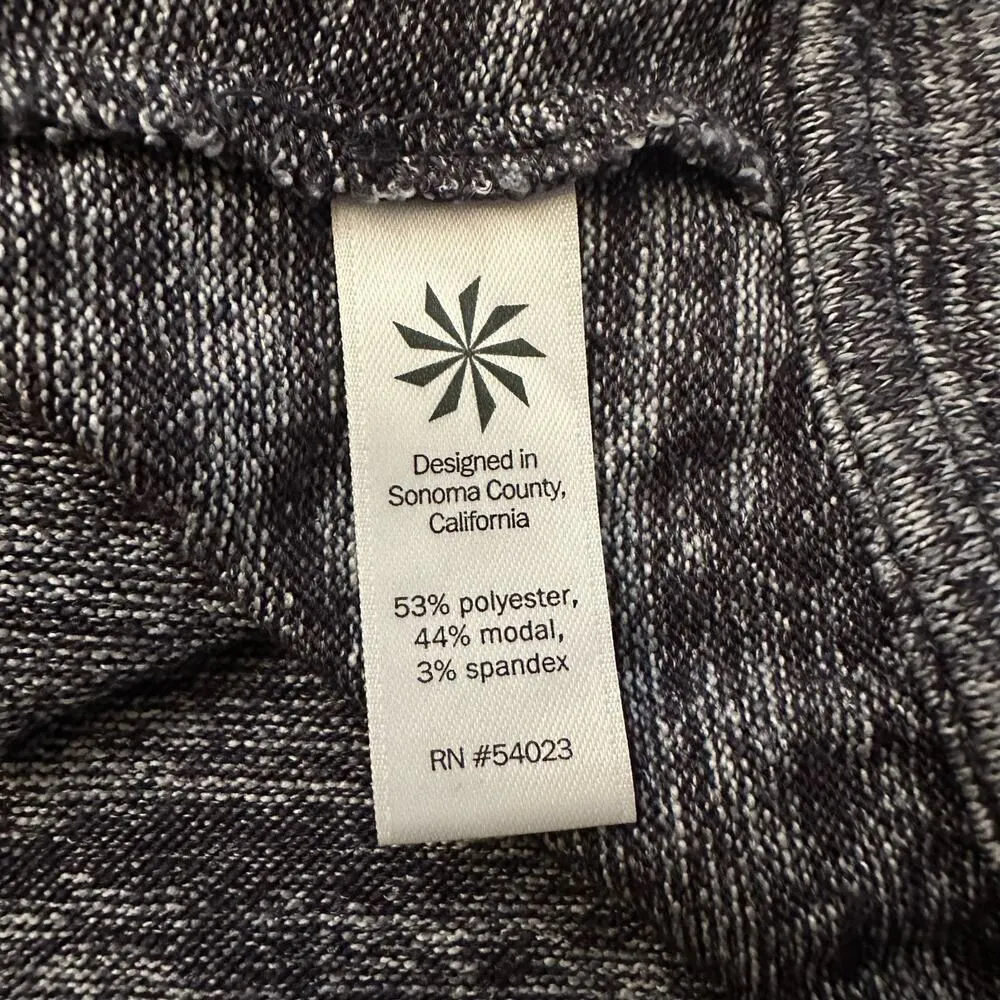 Designed in
Sonoma County,
California
53% polyester,
44% modal,
3% spandex
RN #54023